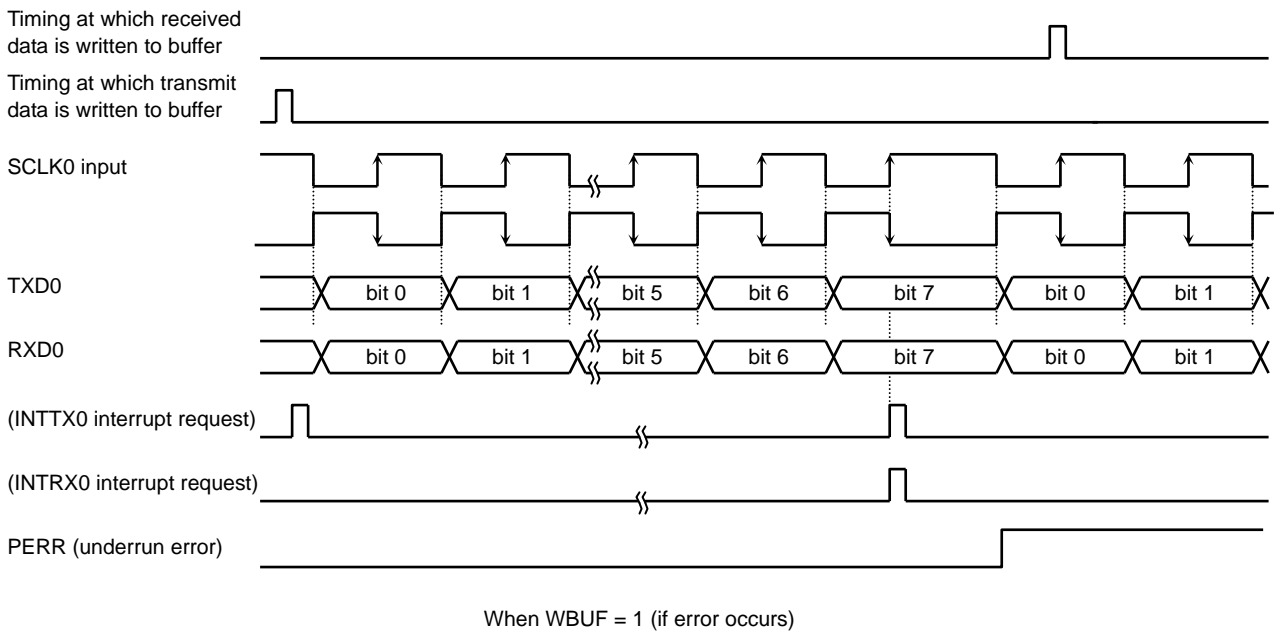 Timing at which received
data is written to buffer
Timing at which transmit
data is written to buffer
SCLK0 input
TXD0
bit 0 bit 1 bit 5 bit 6 bit 7 bit 0 bit 1
RXD0
bit 0 bit 1 bit 5 bit 6 bit 7 bit 0 bit 1
(INTTX0 interrupt request)
(INTRX0 interrupt request)
PERR (underrun error)
When WBUF = 1 (if error occurs)